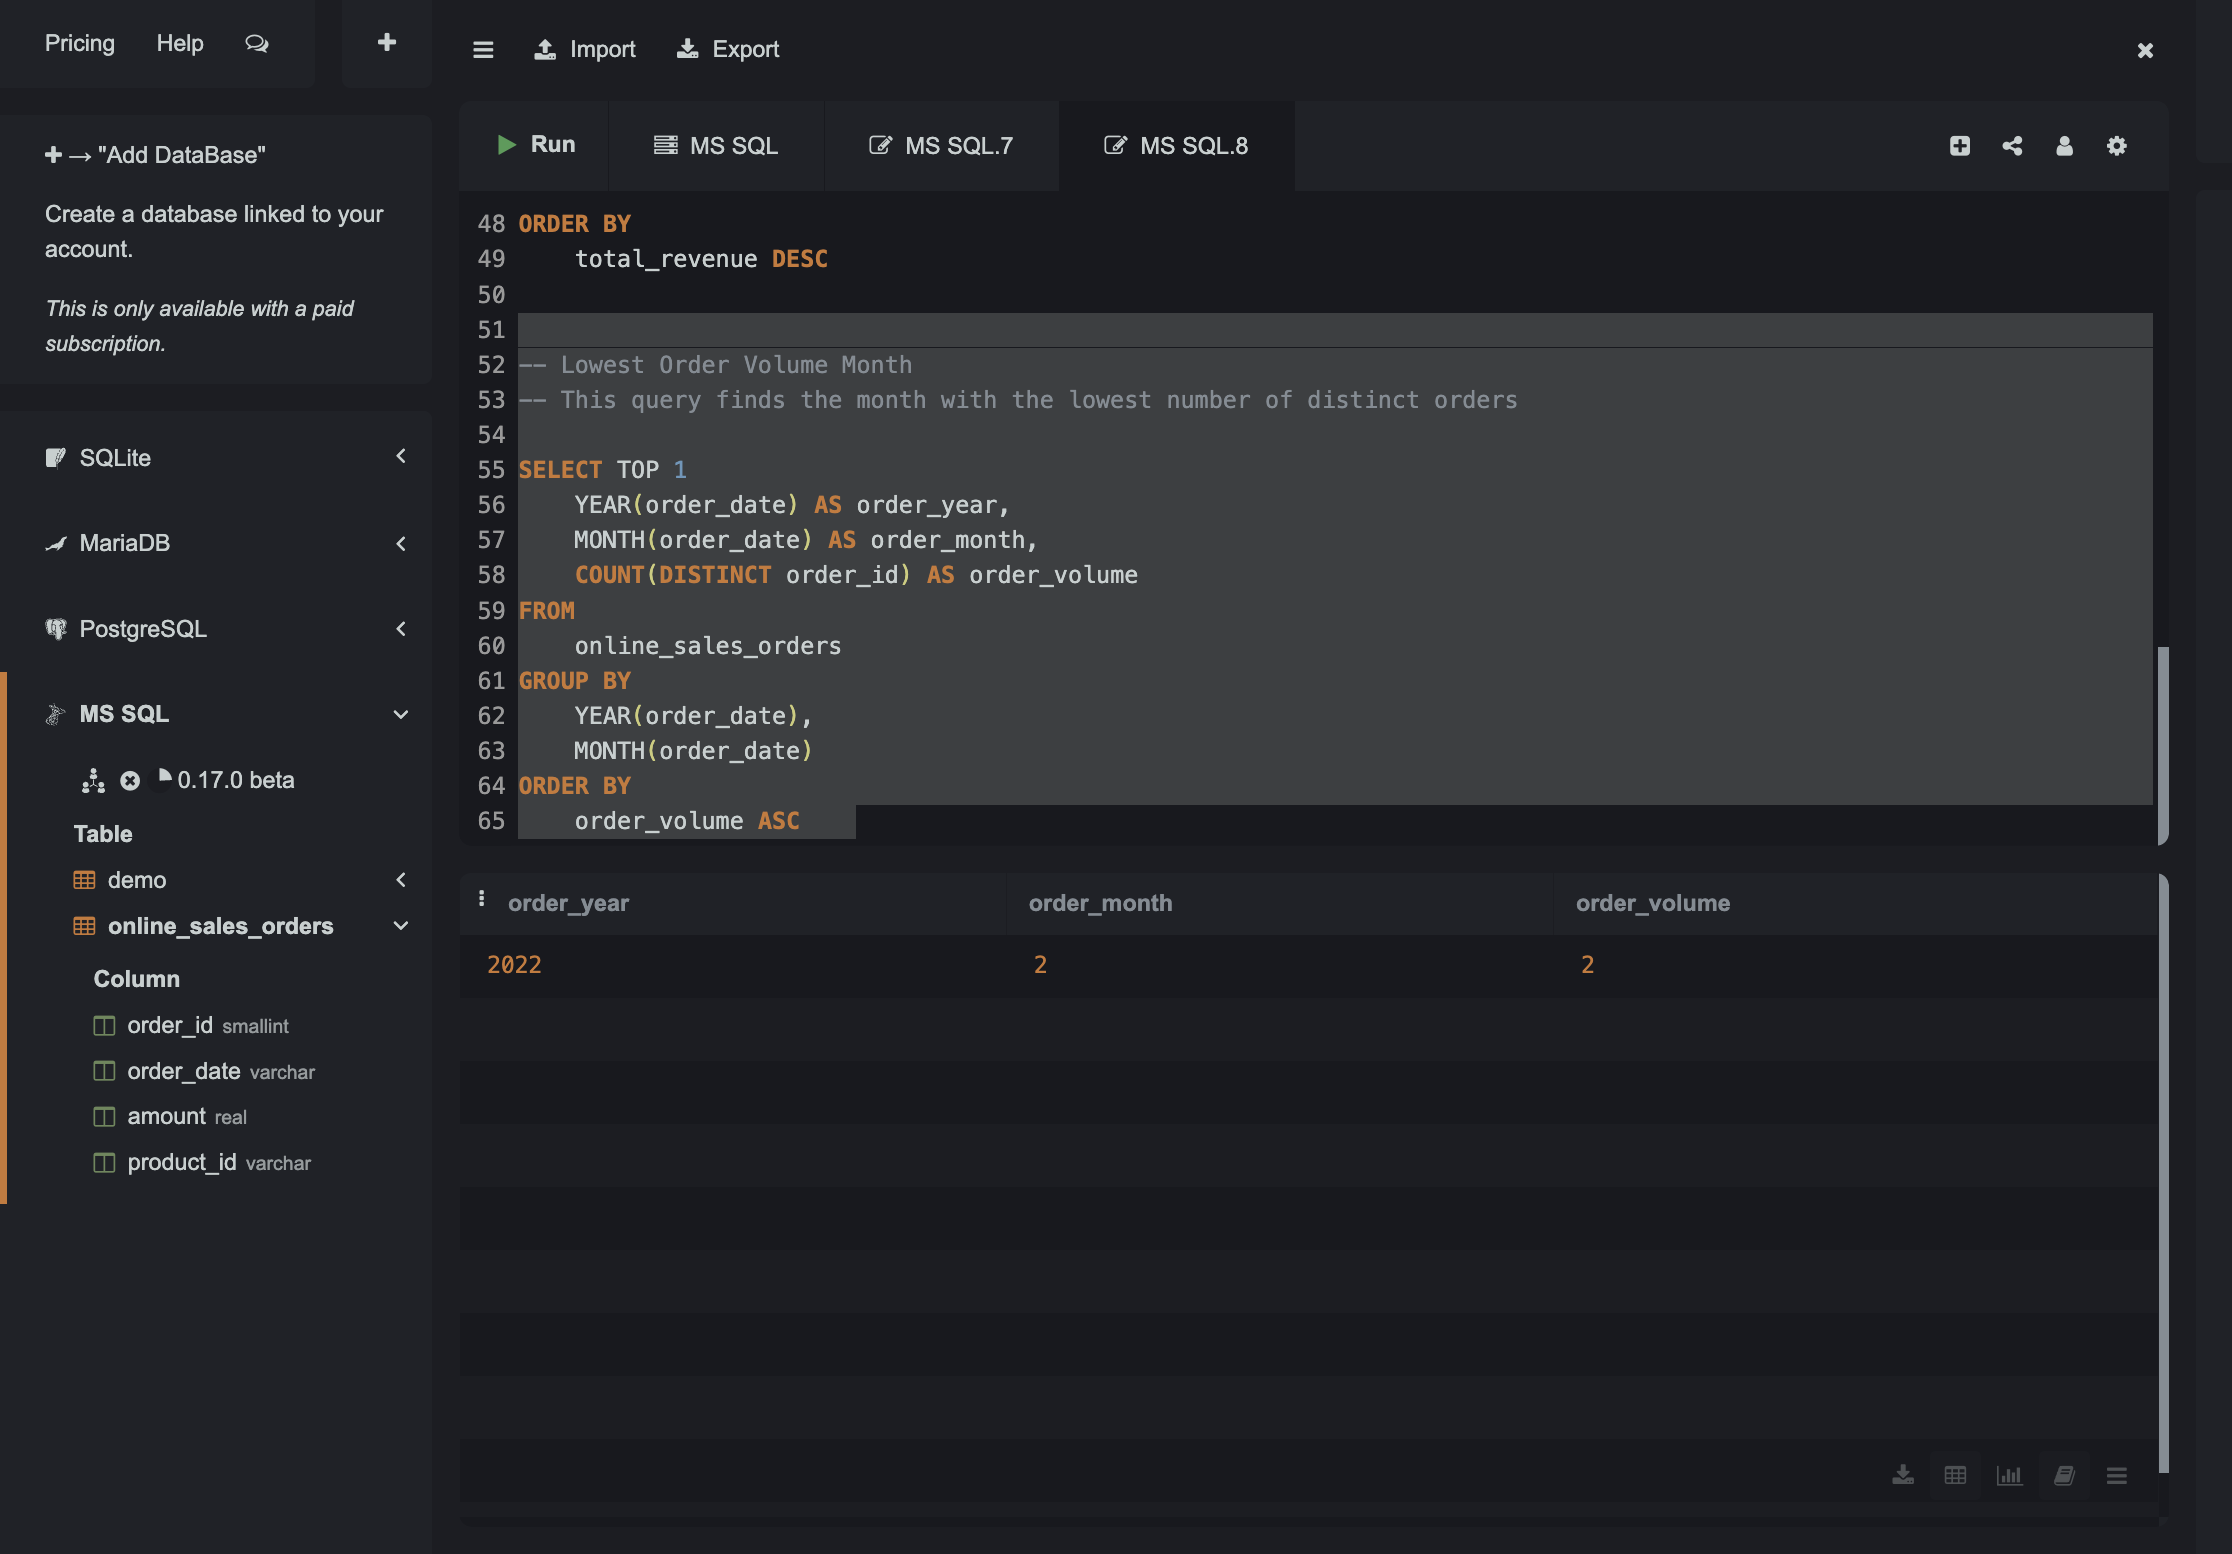 Pricing Help
Import Export
"Add DataBase"
Create a database linked to your
account.
This is only available with a paid
subscription.
SQLite
MariaDB
PostgreSQL
MS SQL
0.17.0 beta
Table
demo
online_sales_orders
Column
order_id smallint
order_date varchar
amount real
product_id varchar
Run MS SQL MS SQL.7 MS SQL.8
48 ORDER BY
49 total_revenue DESC
50
51
52 -- Lowest Order Volume Month
53 -- This query finds the month with the lowest number of distinct orders
54
55 SELECT TOP 1
56 YEAR(order_date) AS order_year,
57 MONTH(order_date) AS order_month,
58 COUNT(DISTINCT order_id) AS order_volume
59 FROM
60 online_sales_orders
61 GROUP BY
62 YEAR(order_date),
63 MONTH(order_date)
64 ORDER BY
65 order_volume ASC
order_year order_month order_volume
2022 2 2